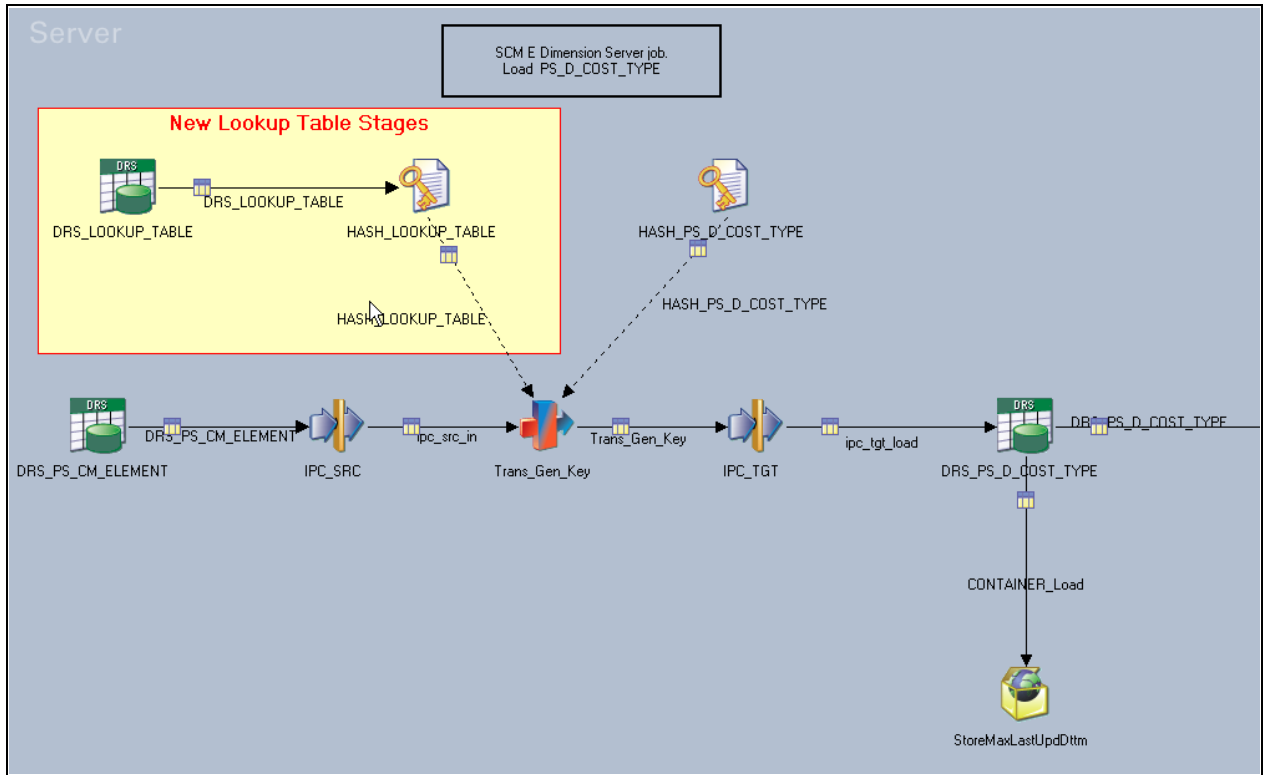 Server
SCM E Dimension Server job.
Load PS_D_COST_TYPE
New Lookup Table Stages
DRS
DRS_LOOKUP_TABLE
DRS_LOOKUP_TABLE
HASH_LOOKUP_TABLE
HASH_PS_D_COST_TYPE
HASH_PS_D_COST_TYPE
HASH_LOOKUP_TABLE
DRS
DRS_PS_CM_ELEMENT
ipc_src_in
Trans_Gen_Key
ipc_tgt_load
DRS
DRS_PS_D_COST_TYPE
DRS_PS_CM_ELEMENT
IPC_SRC
Trans_Gen_Key
IPC_TGT
DRS_PS_D_COST_TYPE
CONTAINER_Load
StoreMaxLastUpdDttm